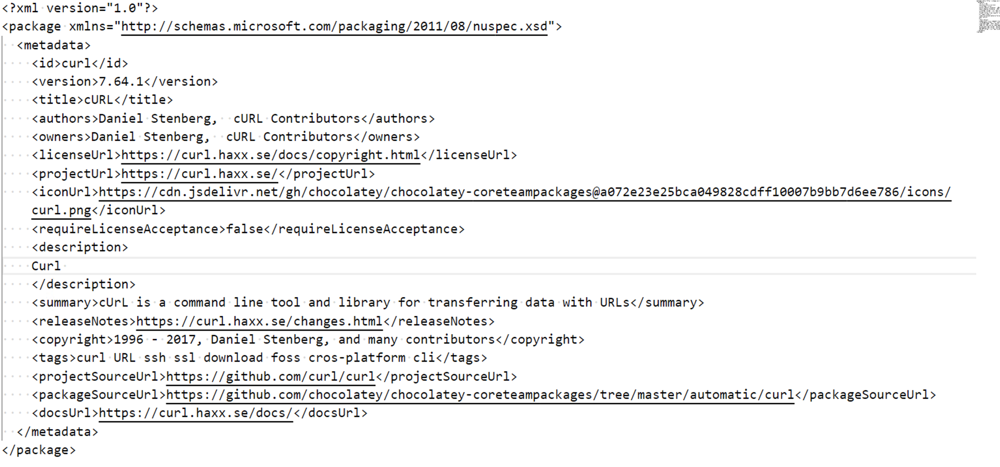 <?xml version="1.0"?>
<package xmlns="http://schemas.microsoft.com/packaging/2011/08/nuspec.xsd">
  <metadata>
    <id>curl</id>
    <version>7.64.1</version>
    <title>cURL</title>
    <authors>Daniel Stenberg,  cURL Contributors</authors>
    <owners>Daniel Stenberg,  cURL Contributors</owners>
    <licenseUrl>https://curl.haxx.se/docs/copyright.html</licenseUrl>
    <projectUrl>https://curl.haxx.se/</projectUrl>
    <iconUrl>https://cdn.jsdelivr.net/gh/chocolatey/chocolatey-coreteampackages@a072e23e25bca049828cdff10007b9bb7d6ee786/icons/
    curl.png</iconUrl>
    <requireLicenseAcceptance>false</requireLicenseAcceptance>
    <description>
    Curl
    </description>
    <summary>cUrL is a command line tool and library for transferring data with URLs</summary>
    <releaseNotes>https://curl.haxx.se/changes.html</releaseNotes>
    <copyright>1996 - 2017, Daniel Stenberg, and many contributors</copyright>
    <tags>curl URL ssh ssl download foss cros-platform cli</tags>
    <projectSourceUrl>https://github.com/curl/curl</projectSourceUrl>
    <packageSourceUrl>https://github.com/chocolatey/chocolatey-coreteampackages/tree/master/automatic/curl</packageSourceUrl>
    <docsUrl>https://curl.haxx.se/docs/</docsUrl>
  </metadata>
</package>